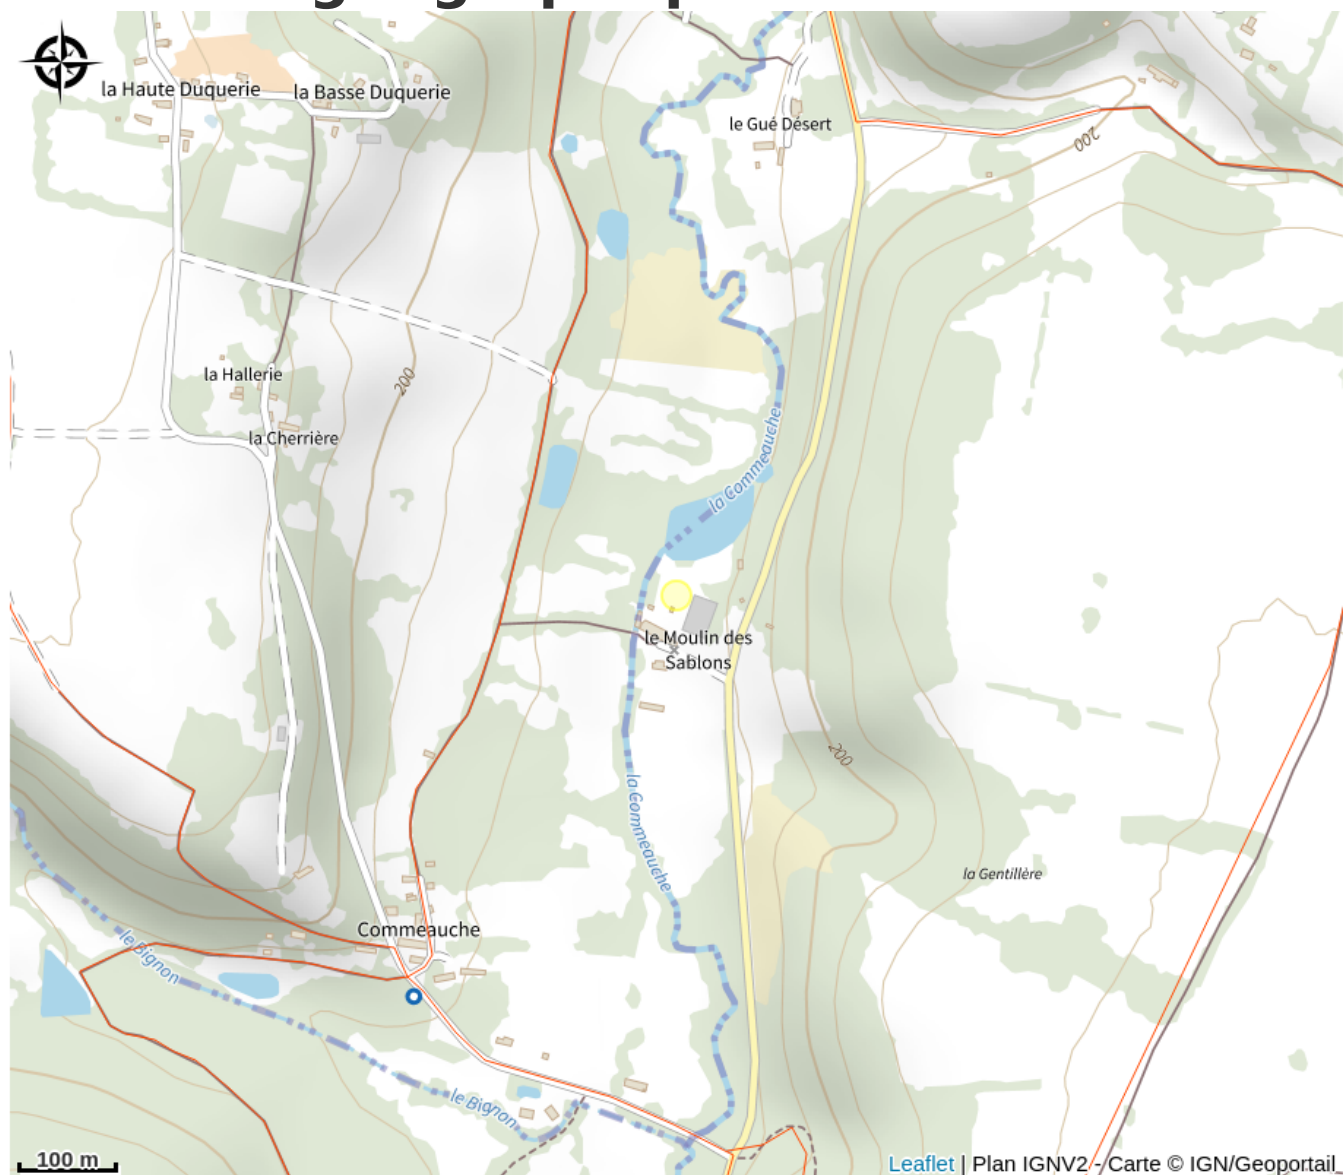 la Haute Duquerie
la Basse Duquerie
le Gué Désert
200
200
la Hallerie
la Cherrière
la Commeauche
le Moulin des
Sablons
200
la Commeauche
la Gentillère
Commeauche
le Bignon
le Bignon
100 m
Leaflet | Plan IGNV2 - Carte © IGN/Geoportail